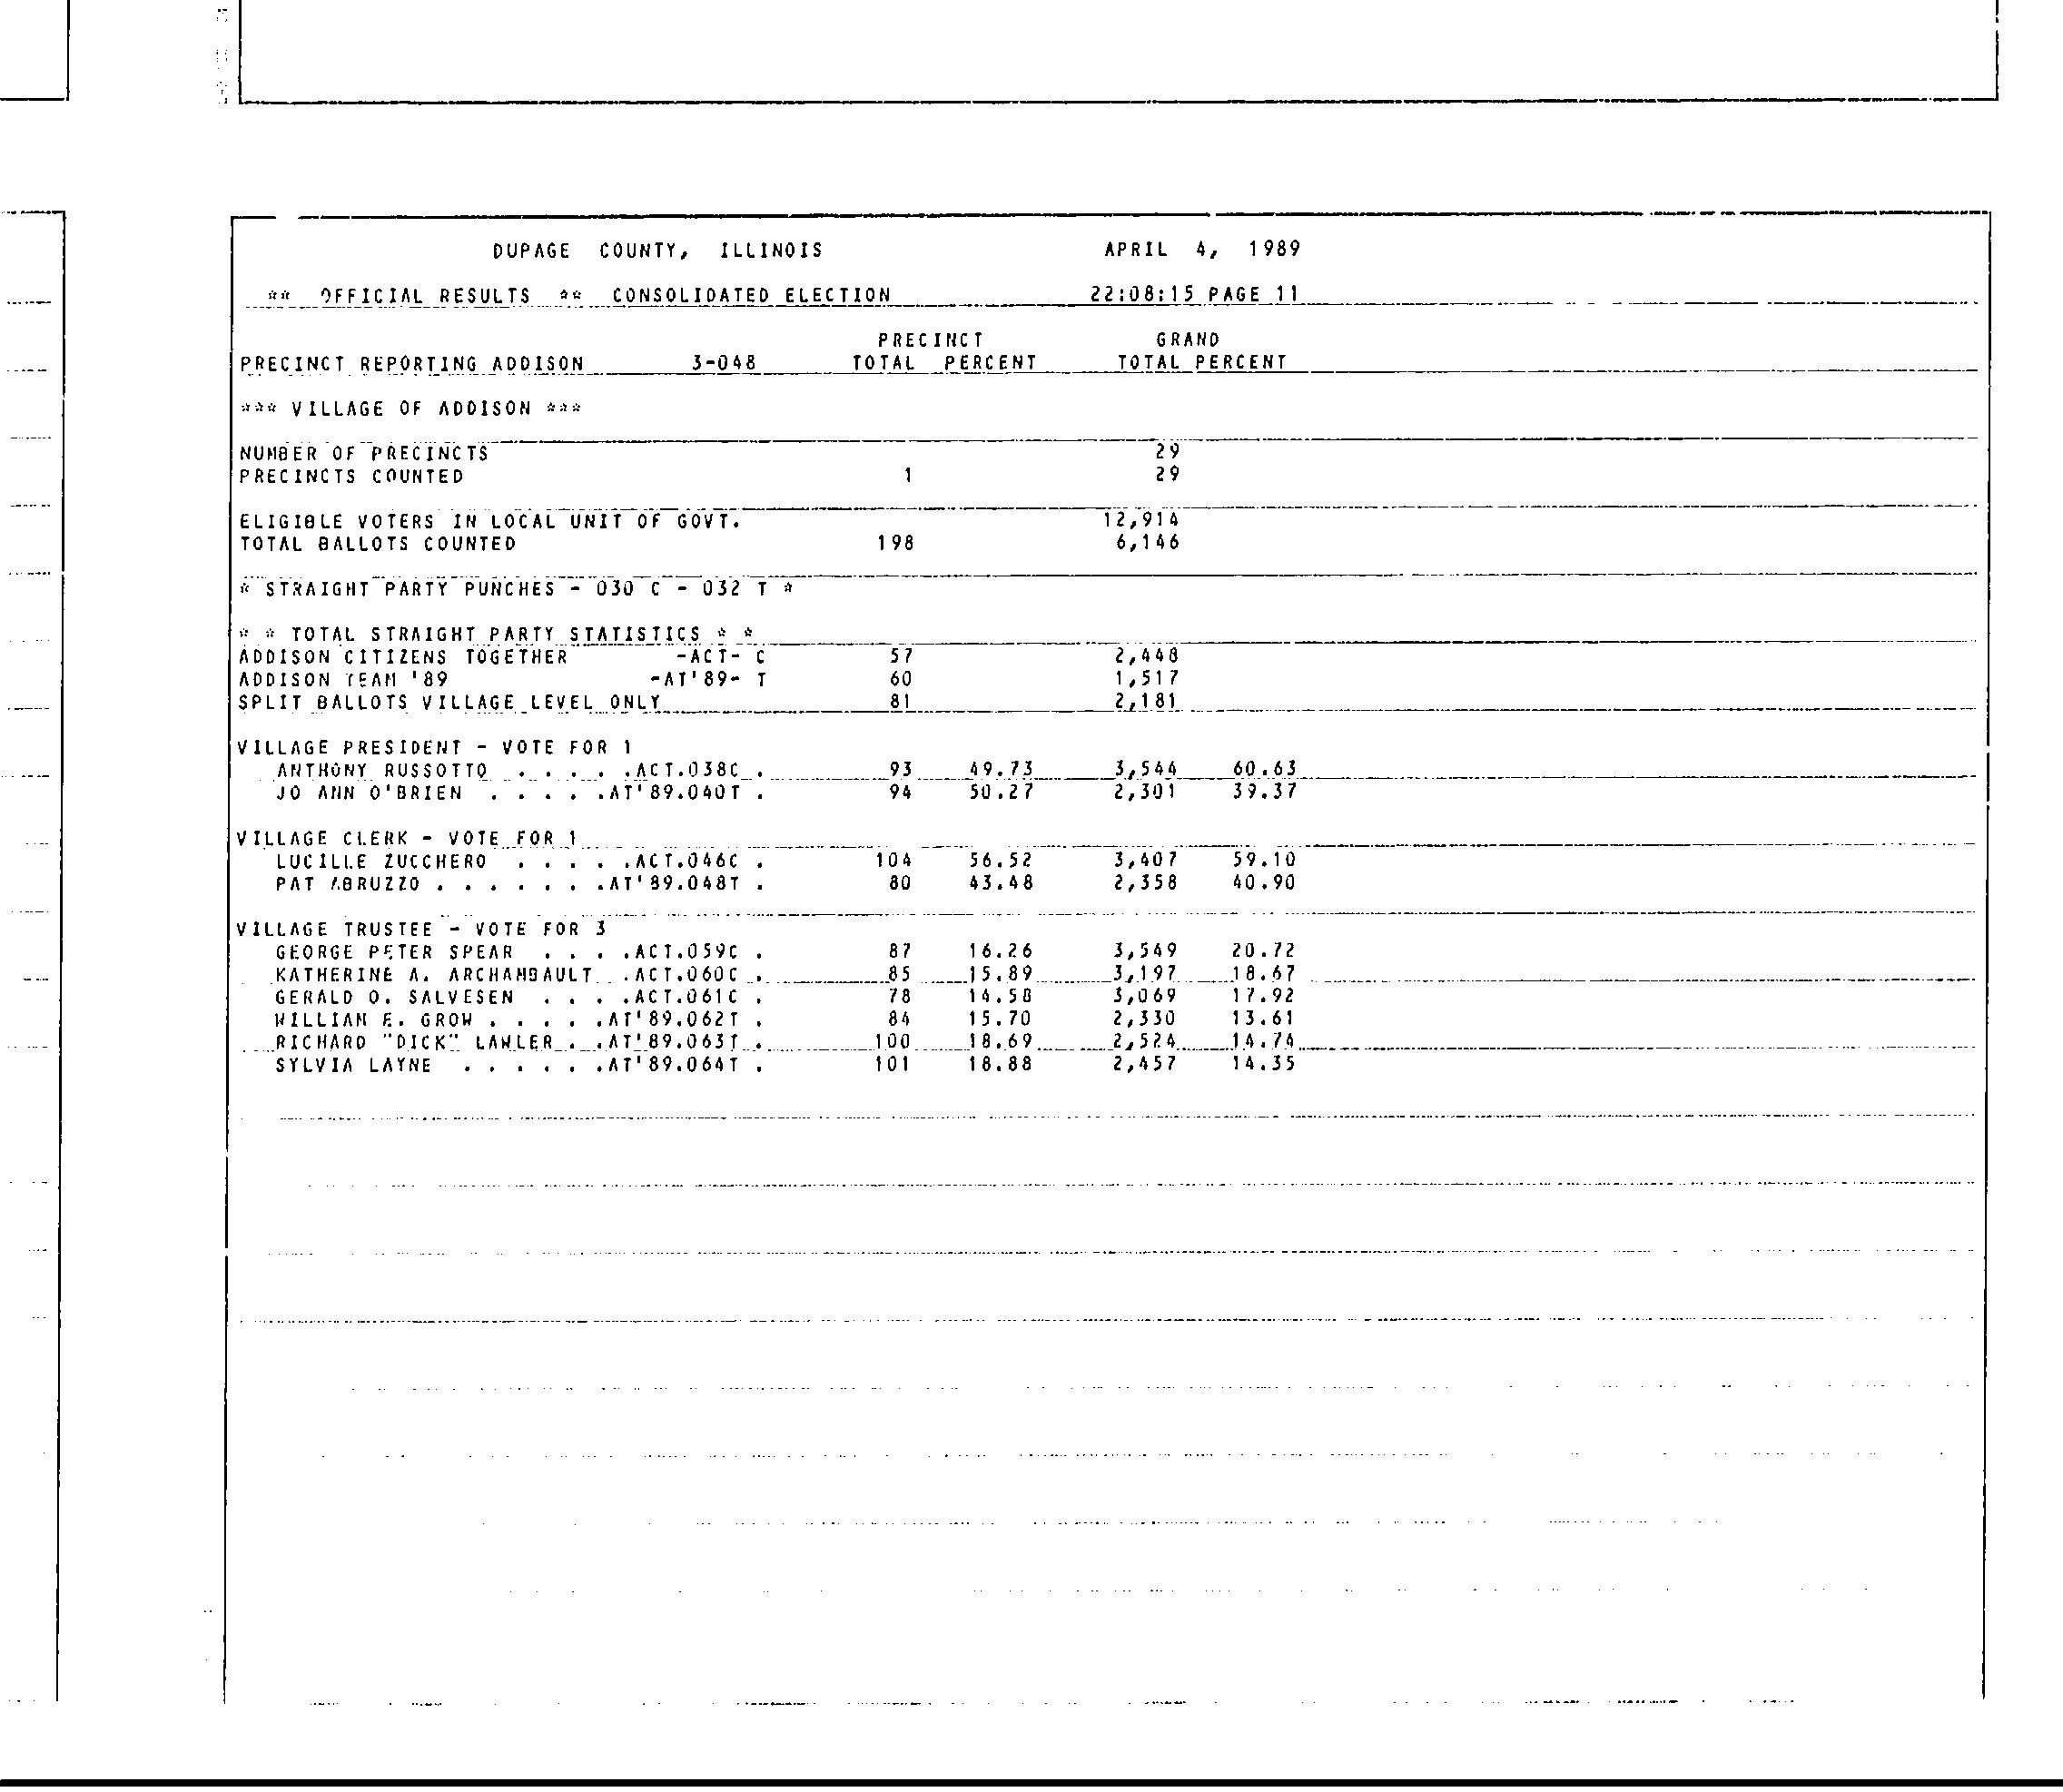 DUPAGE COUNTY, ILLINOIS APRIL 4, 1989
** OFFICIAL RESULTS ** CONSOLIDATED ELECTION 22:08:15 PAGE 11
PRECINCT GRAND
PRECINCT REPORTING ADDISON 3-048 TOTAL PERCENT TOTAL PERCENT
*** VILLAGE OF ADDISON ***
NUMBER OF PRECINCTS 29
PRECINCTS COUNTED 1 29
ELIGIBLE VOTERS IN LOCAL UNIT OF GOVT. 12,914
TOTAL BALLOTS COUNTED 198 6,146
* STRAIGHT PARTY PUNCHES - 030 C - 032 T *
* * TOTAL STRAIGHT PARTY STATISTICS * *
ADDISON CITIZENS TOGETHER -ACT- C 57 2,448
ADDISON TEAM '89 -AT'89- T 60 1,517
SPLIT BALLOTS VILLAGE LEVEL ONLY 81 2,181
VILLAGE PRESIDENT - VOTE FOR 1
ANTHONY RUSSOTTO . . . . .ACT.038C . 93 49.73 3,544 60.63
JO ANN O'BRIEN . . . . .AT'89.040T . 94 50.27 2,301 39.37
VILLAGE CLERK - VOTE FOR 1
LUCILLE ZUCCHERO . . . . .ACT.046C . 104 56.52 3,407 59.10
PAT ABRUZZO . . . . . . .AT'89.048T . 80 43.48 2,358 40.90
VILLAGE TRUSTEE - VOTE FOR 3
GEORGE PETER SPEAR . . . .ACT.059C . 87 16.26 3,549 20.72
KATHERINE A. ARCHAMBAULT .ACT.060C . 85 15.89 3,197 18.67
GERALD O. SALVESEN . . . .ACT.061C . 78 14.58 3,069 17.92
WILLIAM E. GROW . . . . .AT'89.062T . 84 15.70 2,330 13.61
RICHARD "DICK" LAWLER . .AT'89.063T . 100 18.69 2,524 14.74
SYLVIA LAYNE . . . . . .AT'89.064T . 101 18.88 2,457 14.35